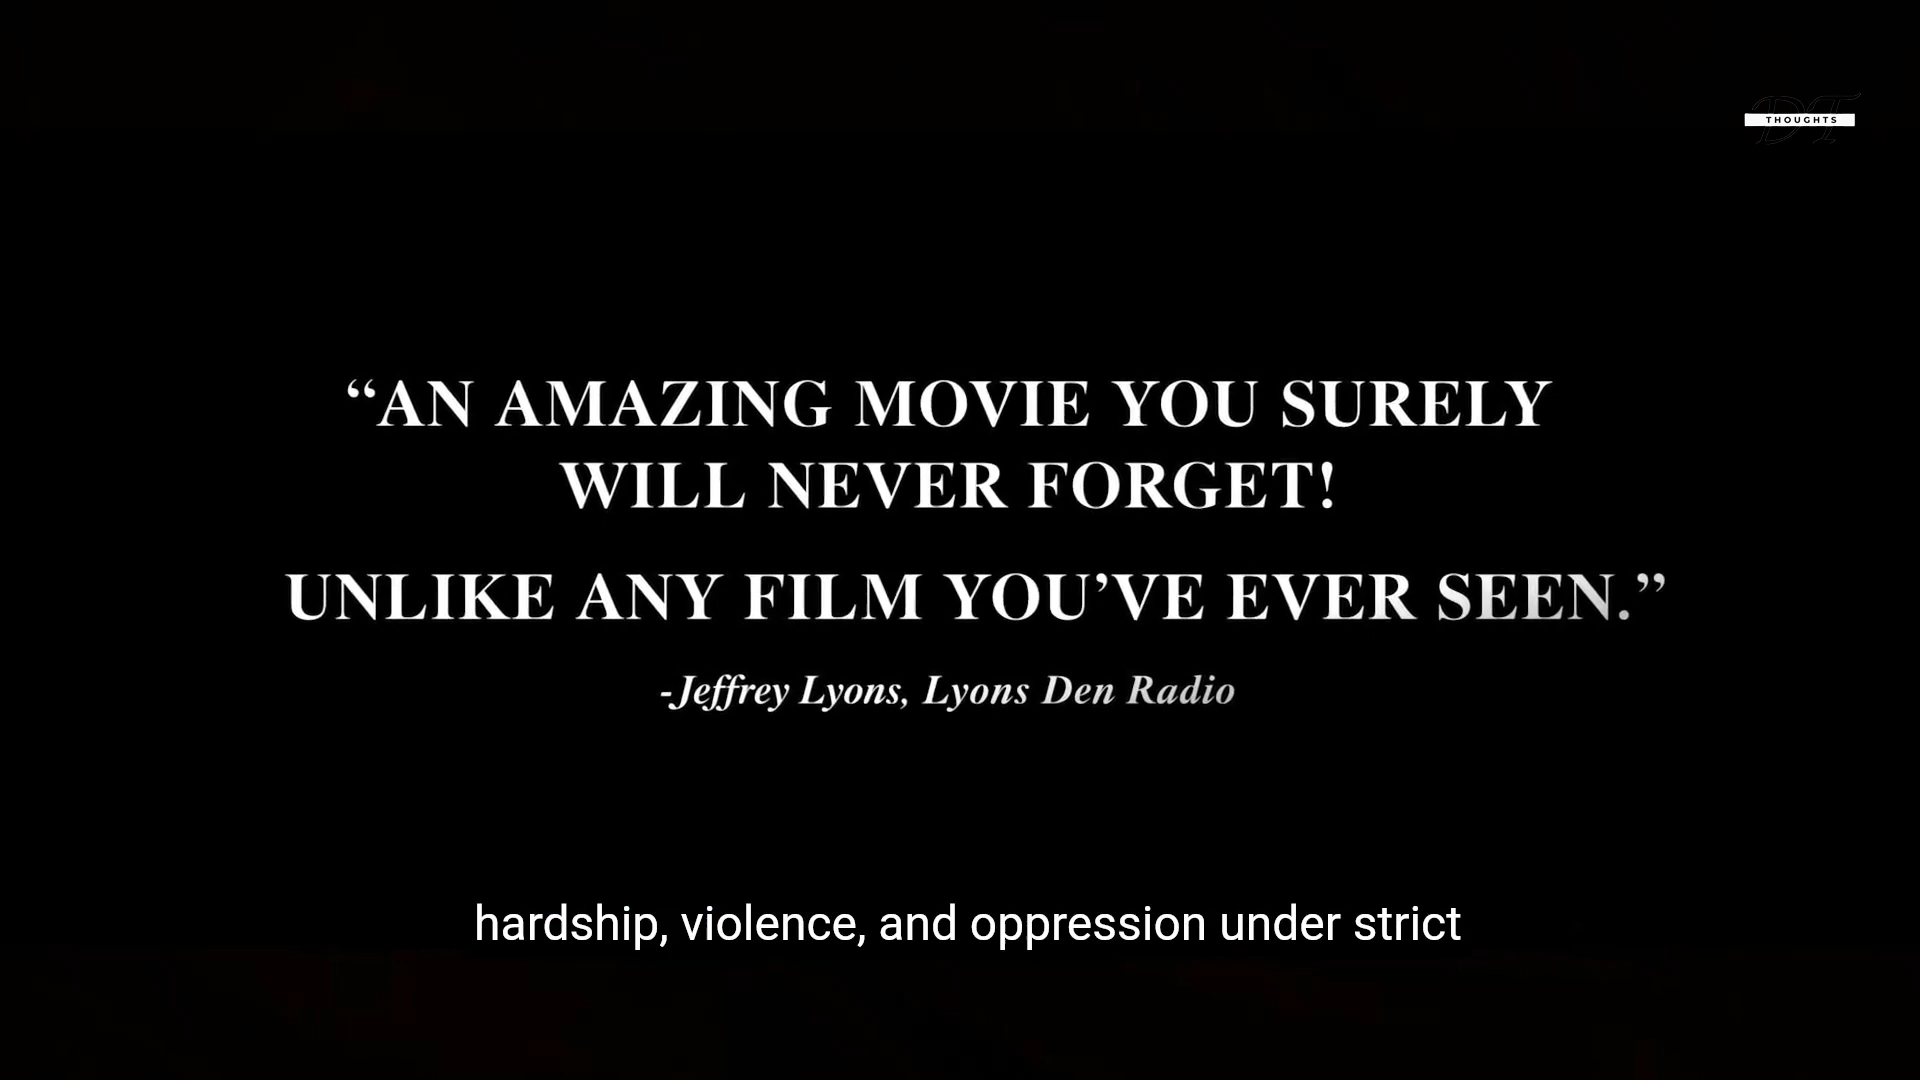 DT
THOUGHTS
“AN AMAZING MOVIE YOU SURELY
WILL NEVER FORGET!
UNLIKE ANY FILM YOU’VE EVER SEEN.”
-Jeffrey Lyons, Lyons Den Radio
hardship, violence, and oppression under strict